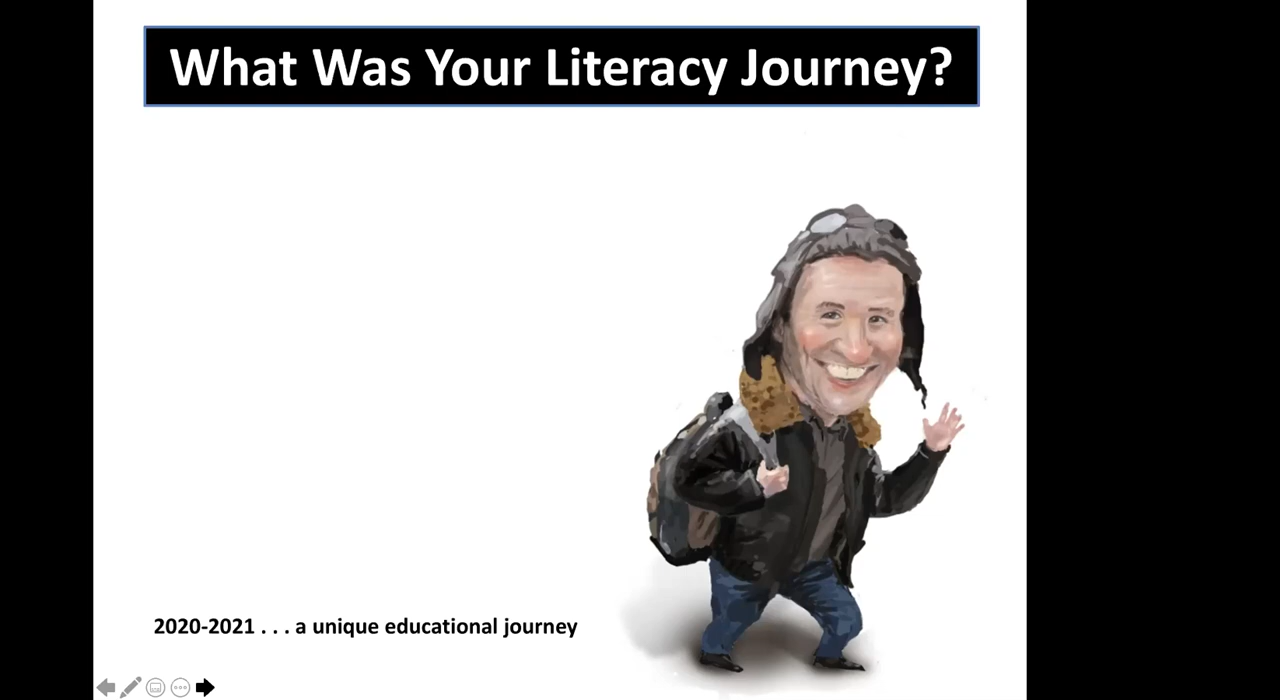 What Was Your Literacy Journey?
2020-2021 . . . a unique educational journey